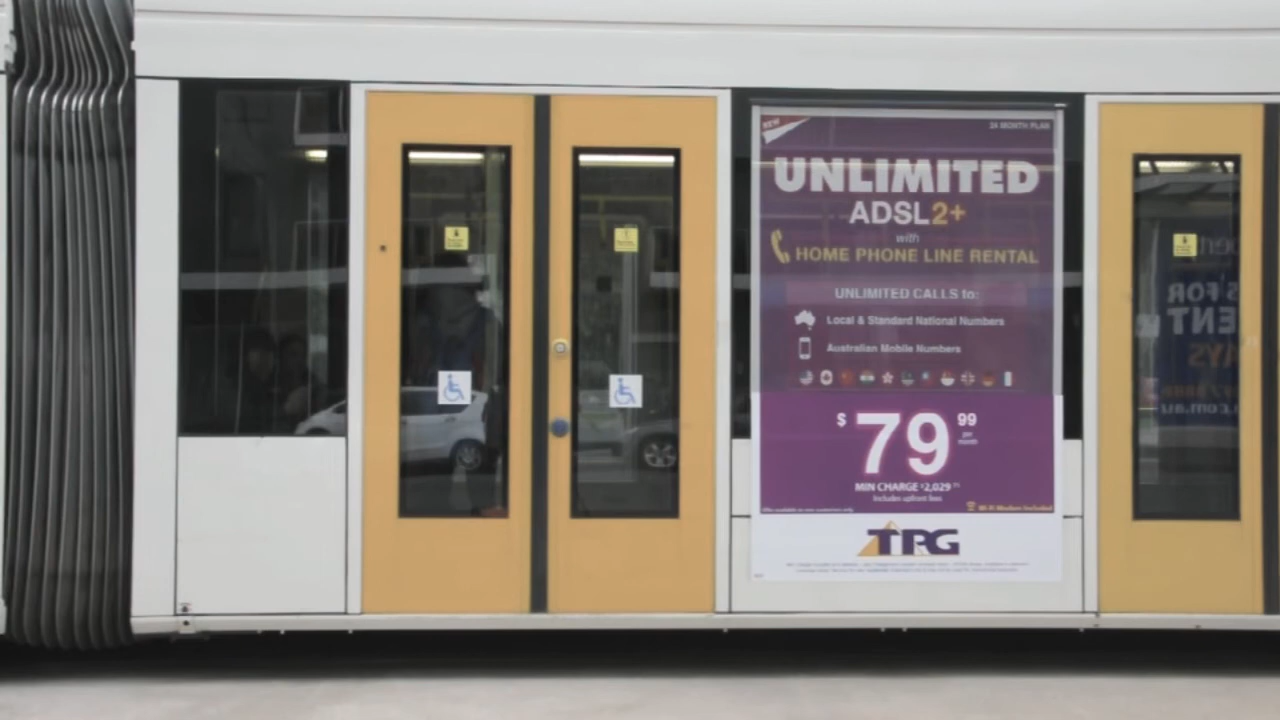 NEW
24 MONTH PLAN
UNLIMITED
ADSL2+
with
HOME PHONE LINE RENTAL
UNLIMITED CALLS to:
Local & Standard National Numbers
Australian Mobile Numbers
$79 99
per
month
MIN CHARGE $2,029
Includes upfront fees
Wi-Fi Modem Included
TPG